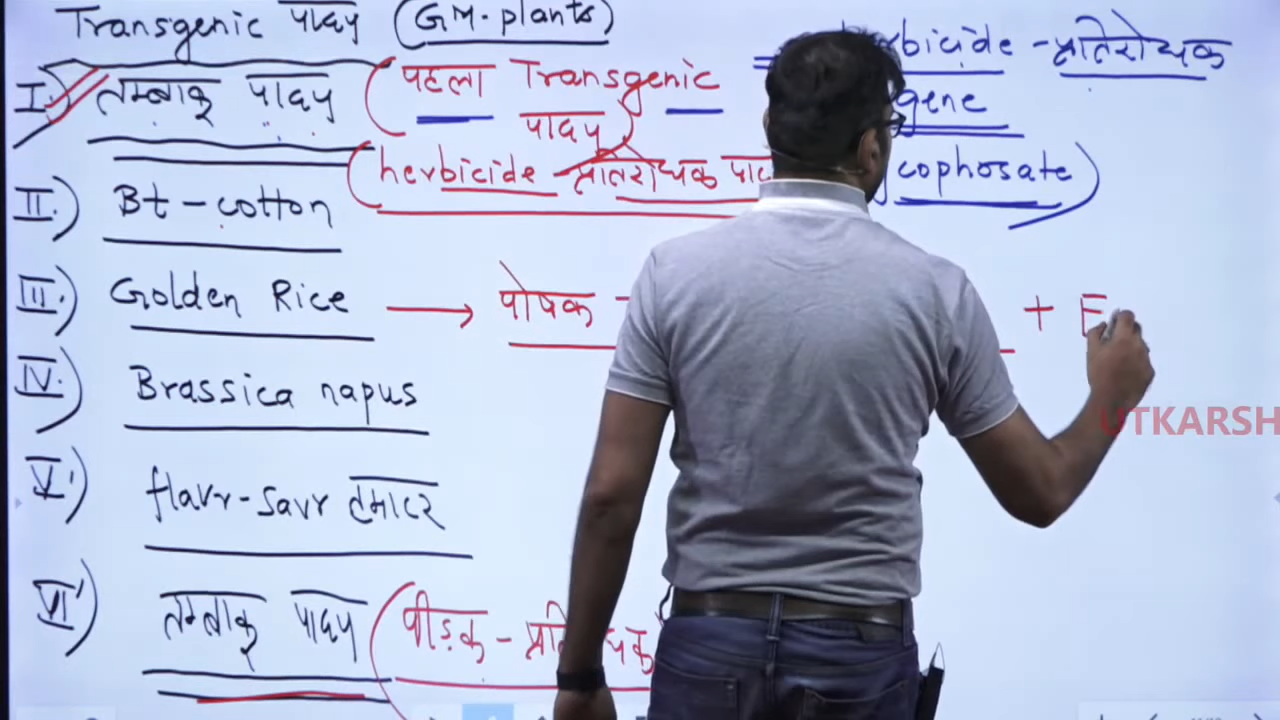 Transgenic पादप (GM-plants)
I.) तम्बाकू पादप (पहला Transgenic पादप)
(herbicide - प्रतिरोधक
herbicide - प्रतिरोधक
gene
cophosate)
II.) Bt-cotton
III.) Golden Rice → पोषक + F
IV.) Brassica napus
V.) flavr-savr टमाटर
VI) तम्बाकू पादप (पीड़क -
UTKARSH